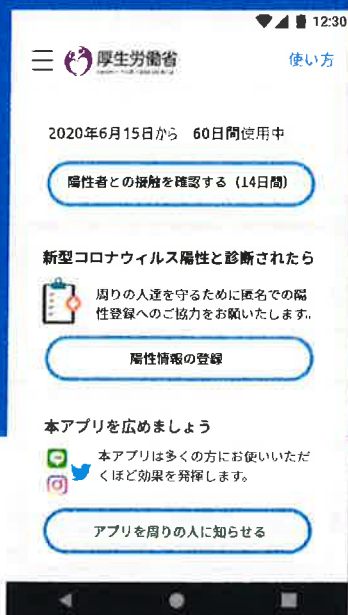 12:30
厚生労働省
使い方
2020年6月15日から 60日間使用中
陽性者との接触を確認する（14日間）
新型コロナウィルス陽性と診断されたら
周りの人達を守るために匿名での陽
性登録へのご協力をお願いいたします。
陽性情報の登録
本アプリを広めましょう
本アプリは多くの方にお使いいただ
くほど効果を発揮します。
アプリを周りの人に知らせる